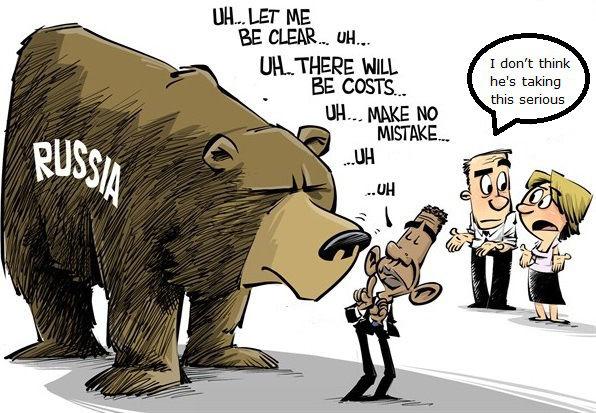 UH... LET ME
BE CLEAR... UH...
UH... THERE WILL
BE COSTS...
UH... MAKE NO
MISTAKE...
...UH
...UH
I don't think
he's taking
this serious
RUSSIA